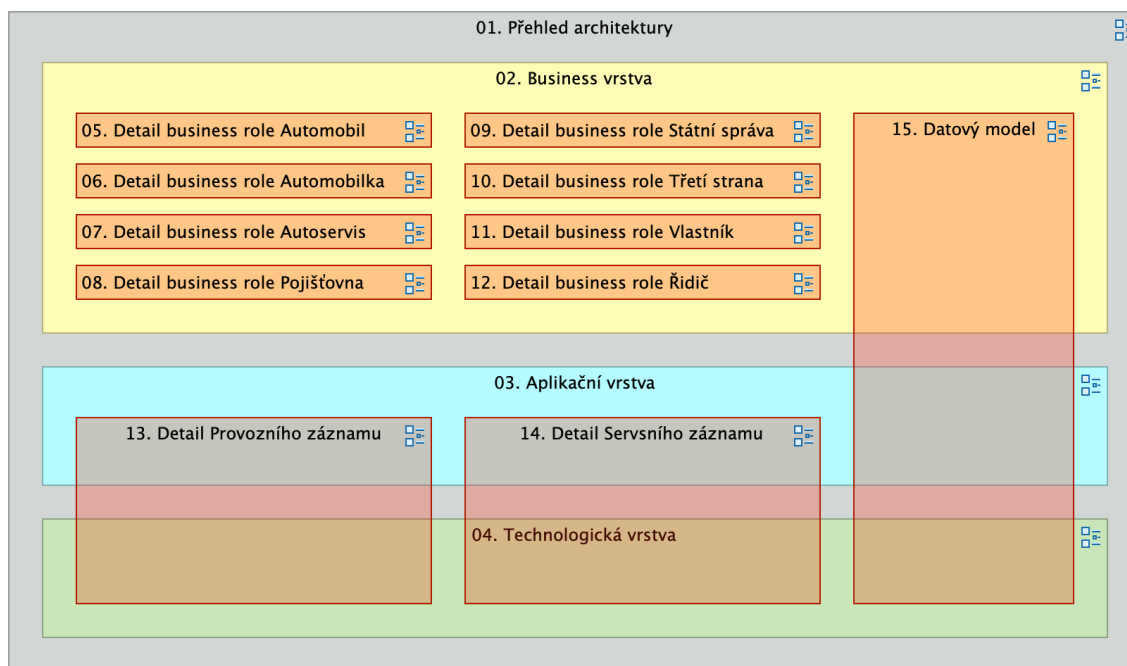 01. Přehled architektury
02. Business vrstva
05. Detail business role Automobil
09. Detail business role Státní správa
15. Datový model
06. Detail business role Automobilka
10. Detail business role Třetí strana
07. Detail business role Autoservis
11. Detail business role Vlastník
08. Detail business role Pojišťovna
12. Detail business role Řidič
03. Aplikační vrstva
13. Detail Provozního záznamu
14. Detail Servsního záznamu
04. Technologická vrstva